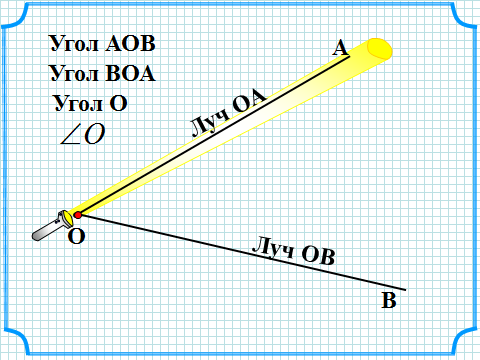 Угол АОВ
Угол ВОА
Угол О
∠O
А
Луч ОА
О
Луч ОВ
В